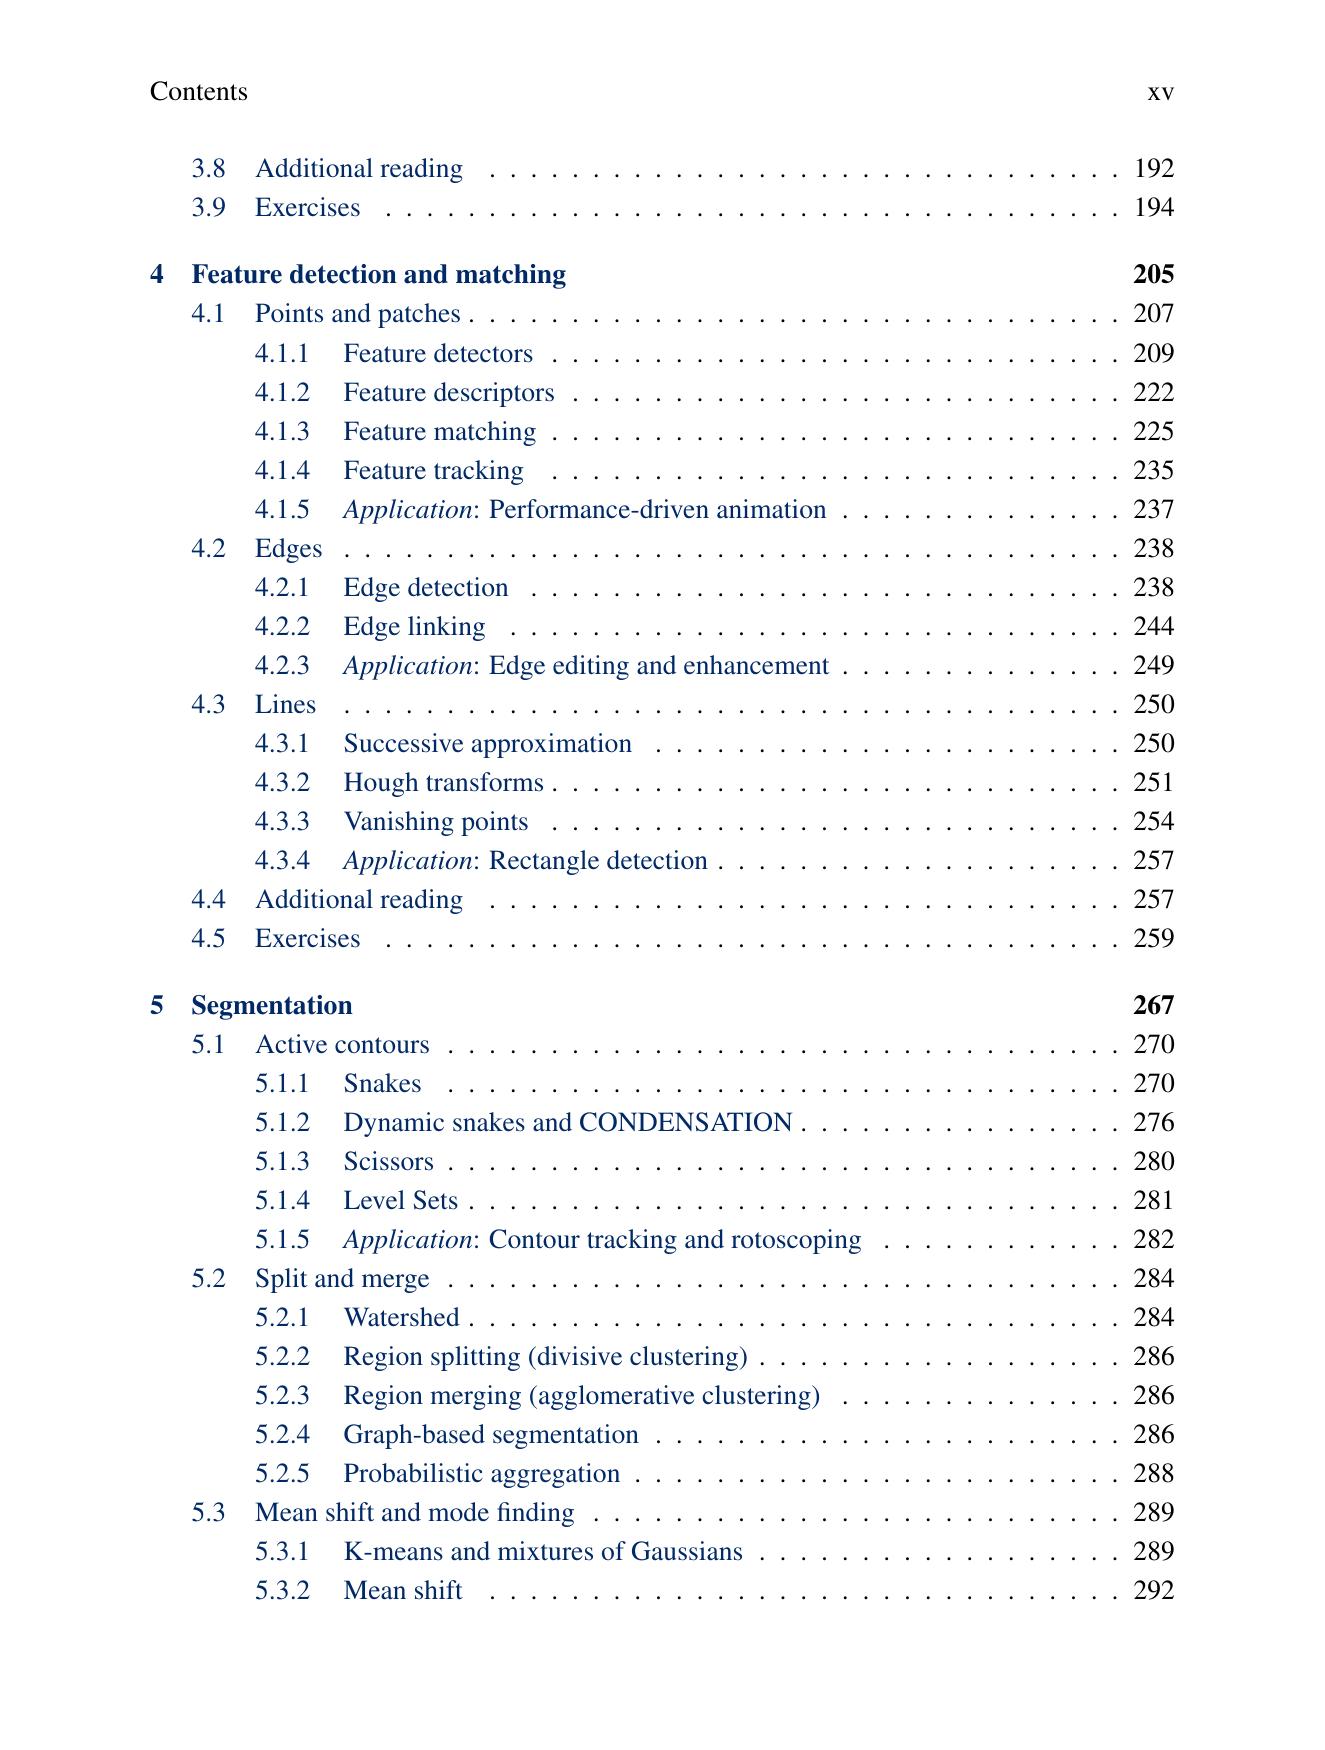 Contents xv
3.8 Additional reading . . . . . . . . . . . . . . . . . . . . . . . . . . . . . . . 192
3.9 Exercises . . . . . . . . . . . . . . . . . . . . . . . . . . . . . . . . . . . . 194
4 Feature detection and matching 205
4.1 Points and patches . . . . . . . . . . . . . . . . . . . . . . . . . . . . . . . . 207
4.1.1 Feature detectors . . . . . . . . . . . . . . . . . . . . . . . . . . . . 209
4.1.2 Feature descriptors . . . . . . . . . . . . . . . . . . . . . . . . . . . 222
4.1.3 Feature matching . . . . . . . . . . . . . . . . . . . . . . . . . . . . 225
4.1.4 Feature tracking . . . . . . . . . . . . . . . . . . . . . . . . . . . . 235
4.1.5 Application: Performance-driven animation . . . . . . . . . . . . . . 237
4.2 Edges . . . . . . . . . . . . . . . . . . . . . . . . . . . . . . . . . . . . . . 238
4.2.1 Edge detection . . . . . . . . . . . . . . . . . . . . . . . . . . . . . 238
4.2.2 Edge linking . . . . . . . . . . . . . . . . . . . . . . . . . . . . . . 244
4.2.3 Application: Edge editing and enhancement . . . . . . . . . . . . . . 249
4.3 Lines . . . . . . . . . . . . . . . . . . . . . . . . . . . . . . . . . . . . . . 250
4.3.1 Successive approximation . . . . . . . . . . . . . . . . . . . . . . . 250
4.3.2 Hough transforms . . . . . . . . . . . . . . . . . . . . . . . . . . . . 251
4.3.3 Vanishing points . . . . . . . . . . . . . . . . . . . . . . . . . . . . 254
4.3.4 Application: Rectangle detection . . . . . . . . . . . . . . . . . . . . 257
4.4 Additional reading . . . . . . . . . . . . . . . . . . . . . . . . . . . . . . . 257
4.5 Exercises . . . . . . . . . . . . . . . . . . . . . . . . . . . . . . . . . . . . 259
5 Segmentation 267
5.1 Active contours . . . . . . . . . . . . . . . . . . . . . . . . . . . . . . . . . 270
5.1.1 Snakes . . . . . . . . . . . . . . . . . . . . . . . . . . . . . . . . . 270
5.1.2 Dynamic snakes and CONDENSATION . . . . . . . . . . . . . . . . 276
5.1.3 Scissors . . . . . . . . . . . . . . . . . . . . . . . . . . . . . . . . . 280
5.1.4 Level Sets . . . . . . . . . . . . . . . . . . . . . . . . . . . . . . . . 281
5.1.5 Application: Contour tracking and rotoscoping . . . . . . . . . . . . 282
5.2 Split and merge . . . . . . . . . . . . . . . . . . . . . . . . . . . . . . . . . 284
5.2.1 Watershed . . . . . . . . . . . . . . . . . . . . . . . . . . . . . . . . 284
5.2.2 Region splitting (divisive clustering) . . . . . . . . . . . . . . . . . . 286
5.2.3 Region merging (agglomerative clustering) . . . . . . . . . . . . . . 286
5.2.4 Graph-based segmentation . . . . . . . . . . . . . . . . . . . . . . . 286
5.2.5 Probabilistic aggregation . . . . . . . . . . . . . . . . . . . . . . . . 288
5.3 Mean shift and mode finding . . . . . . . . . . . . . . . . . . . . . . . . . . 289
5.3.1 K-means and mixtures of Gaussians . . . . . . . . . . . . . . . . . . 289
5.3.2 Mean shift . . . . . . . . . . . . . . . . . . . . . . . . . . . . . . . 292